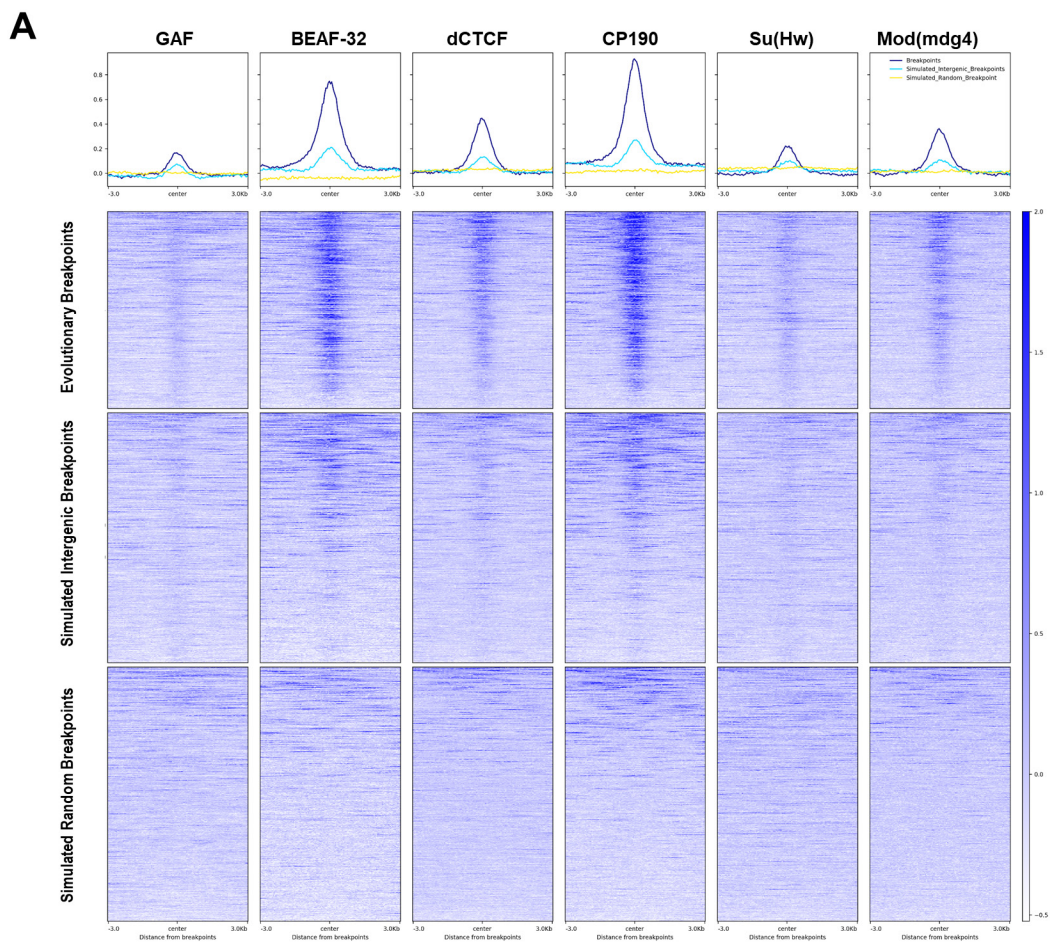 A
GAF BEAF-32 dCTCF CP190 Su(Hw) Mod(mdg4)
Breakpoints
Simulated_Intergenic_Breakpoints
Simulated_Random_Breakpoint
0.8
0.6
0.4
0.2
0.0
-3.0 center 3.0Kb -3.0 center 3.0Kb -3.0 center 3.0Kb -3.0 center 3.0Kb -3.0 center 3.0Kb -3.0 center 3.0Kb
Evolutionary Breakpoints
Simulated Intergenic Breakpoints
Simulated Random Breakpoints
2.0
1.5
1.0
0.5
0.0
-0.5
-3.0 center 3.0Kb -3.0 center 3.0Kb -3.0 center 3.0Kb -3.0 center 3.0Kb -3.0 center 3.0Kb -3.0 center 3.0Kb
Distance from breakpoints Distance from breakpoints Distance from breakpoints Distance from breakpoints Distance from breakpoints Distance from breakpoints